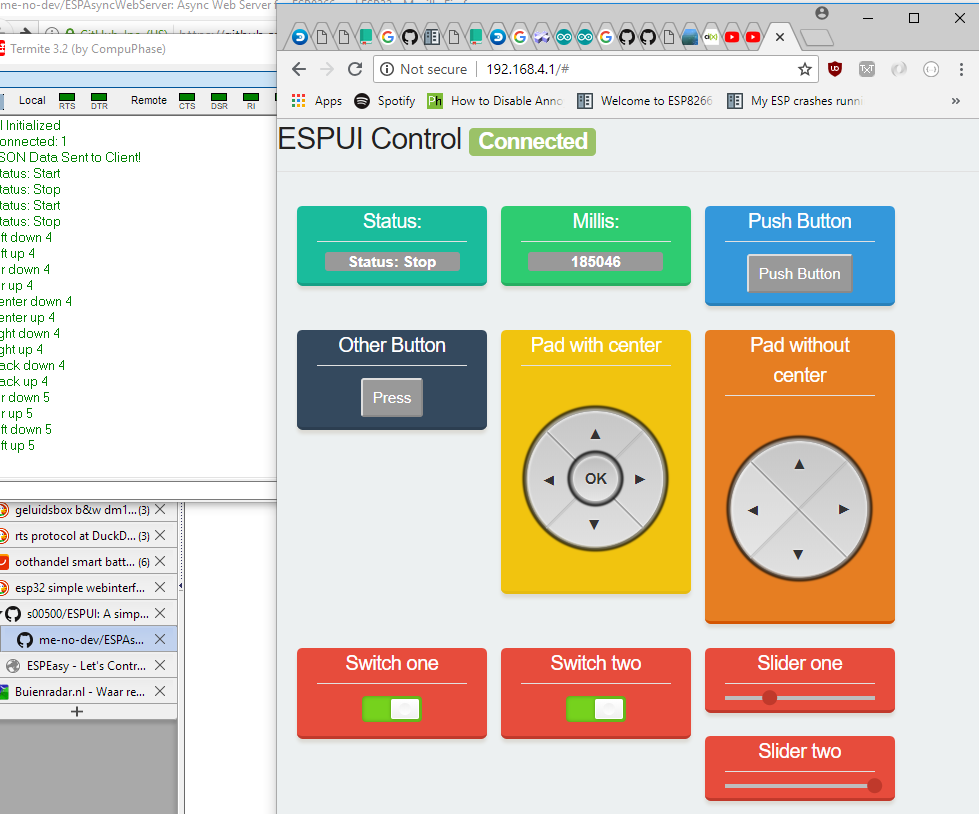 me-no-dev/ESPAsyncWebServer: Async Web Server
Termite 3.2 (by CompuPhase)
Local RTS DTR Remote CTS DSR RI
I Initialized
onnected: 1
SON Data Sent to Client!
tatus: Start
tatus: Stop
tatus: Start
tatus: Stop
ft down 4
ft up 4
r down 4
r up 4
enter down 4
enter up 4
ght down 4
ght up 4
ack down 4
ack up 4
r down 5
r up 5
ft down 5
ft up 5
geluidsbox b&w dm1... (3)
rts protocol at DuckD... (3)
oothandel smart batt... (6)
esp32 simple webinterf...
s00500/ESPUI: A simp...
me-no-dev/ESPAs...
ESPEasy - Let's Contr...
Buienradar.nl - Waar re...
+
Not secure | 192.168.4.1/#
Apps Spotify Ph How to Disable Anno Welcome to ESP8266 My ESP crashes runn »
ESPUI Control Connected
Status:
Status: Stop
Millis:
185046
Push Button
Push Button
Other Button
Press
Pad with center
OK
Pad without
center
Switch one
Switch two
Slider one
Slider two